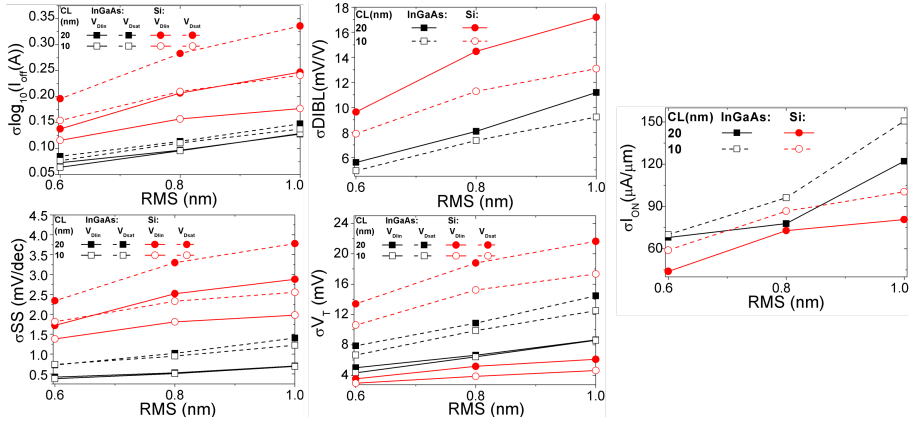 CL InGaAs: Si:
(nm) VDlin VDsat VDlin VDsat
20
10
σlog10(Ioff(A))
0.35
0.30
0.25
0.20
0.15
0.10
0.05
0.6 0.8 1.0
RMS (nm)
CL(nm) InGaAs: Si:
20
10
σDIBL(mV/V)
18
16
14
12
10
8
6
0.6 0.8 1.0
RMS (nm)
CL InGaAs: Si:
(nm) VDlin VDsat VDlin VDsat
20
10
σSS (mV/dec)
4.5
4.0
3.5
3.0
2.5
2.0
1.5
1.0
0.5
0.6 0.8 1.0
RMS (nm)
CL InGaAs: Si:
(nm) VDlin VDsat VDlin VDsat
20
10
σVT (mV)
24
20
16
12
8
4
0.6 0.8 1.0
RMS (nm)
CL(nm) InGaAs: Si:
20
10
σION(µA/µm)
150
120
90
60
0.6 0.8 1.0
RMS (nm)